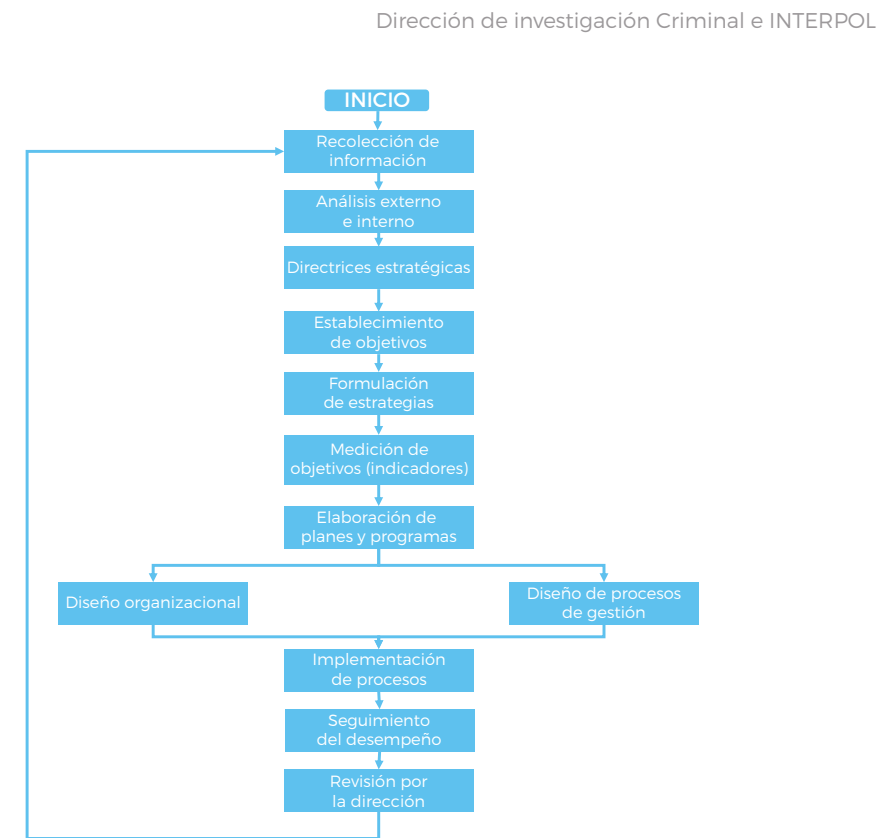 Dirección de investigación Criminal e INTERPOL
INICIO
Recolección de
información
Análisis externo
e interno
Directrices estratégicas
Establecimiento
de objetivos
Formulación
de estrategias
Medición de
objetivos (indicadores)
Elaboración de
planes y programas
Diseño organizacional
Diseño de procesos
de gestión
Implementación
de procesos
Seguimiento
del desempeño
Revisión por
la dirección